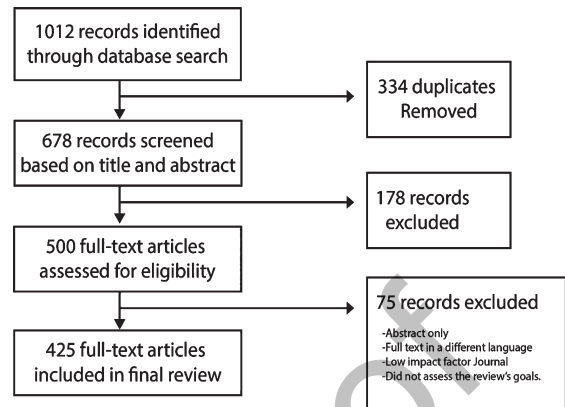 1012 records identified
through database search
334 duplicates
Removed
678 records screened
based on title and abstract
178 records
excluded
500 full-text articles
assessed for eligibility
75 records excluded
-Abstract only
-Full text in a different language
-Low impact factor Journal
-Did not assess the review's goals.
425 full-text articles
included in final review